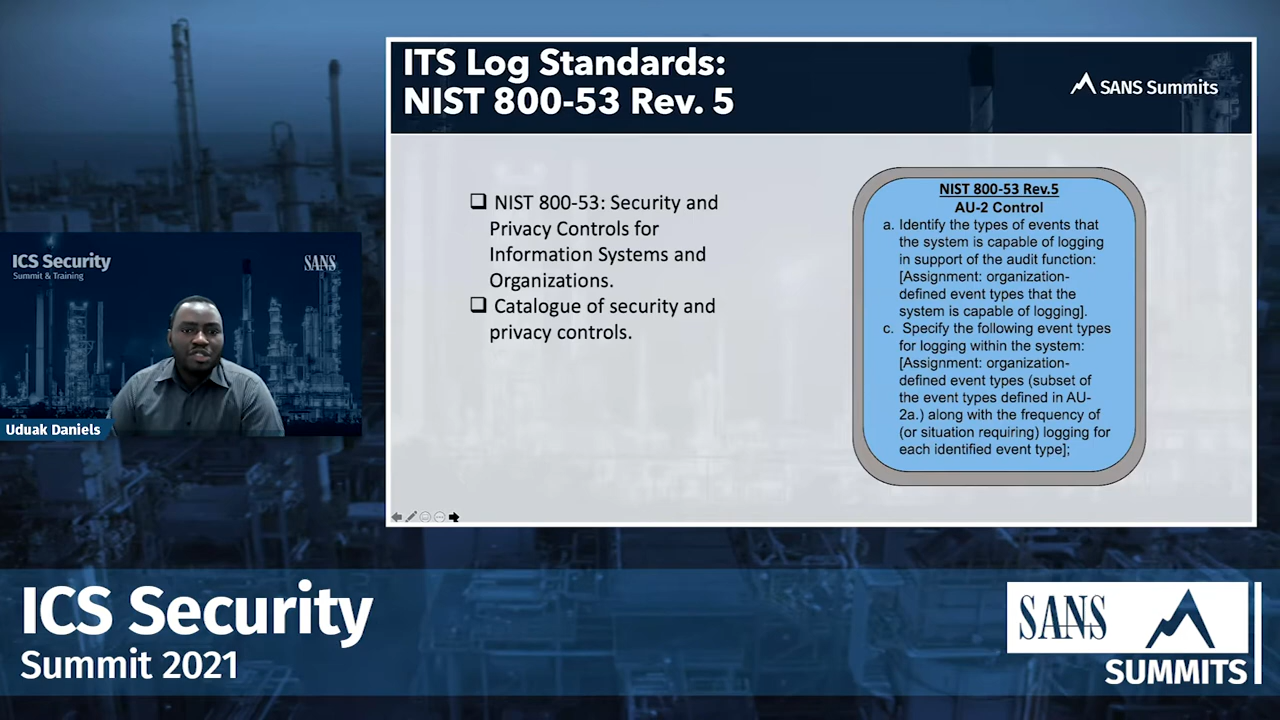 ITS Log Standards:
NIST 800-53 Rev. 5
SANS Summits
❑ NIST 800-53: Security and
Privacy Controls for
Information Systems and
Organizations.
❑ Catalogue of security and
privacy controls.
NIST 800-53 Rev.5
AU-2 Control
a. Identify the types of events that
the system is capable of logging
in support of the audit function:
[Assignment: organization-
defined event types that the
system is capable of logging].
c. Specify the following event types
for logging within the system:
[Assignment: organization-
defined event types (subset of
the event types defined in AU-
2a.) along with the frequency of
(or situation requiring) logging for
each identified event type];
ICS Security
Summit & Training
SANS
Uduak Daniels
ICS Security
Summit 2021
SANS
SUMMITS